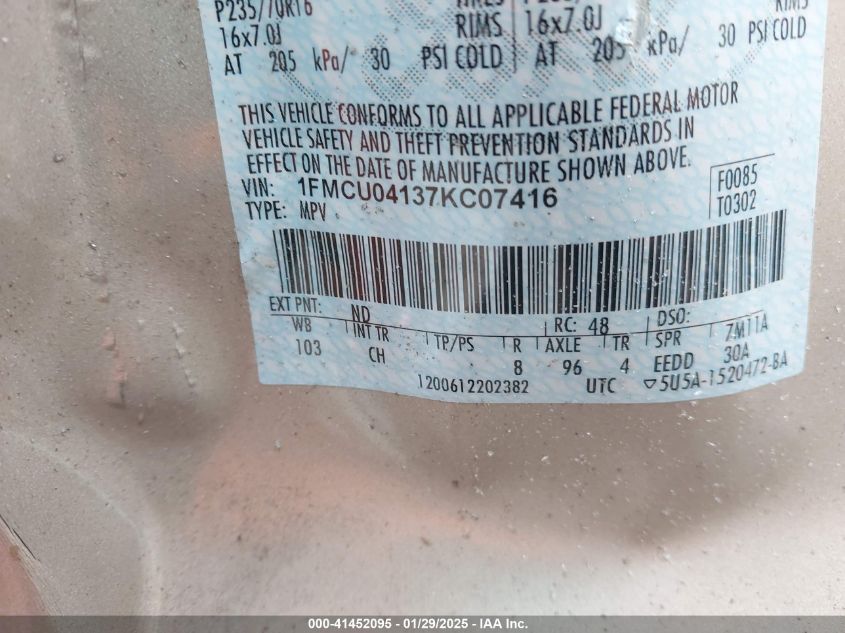 P235/70R16
16x7.0J RIMS 16x7.0J RIMS
AT 205 kPa/ 30 PSI COLD AT 205 kPa/ 30 PSI COLD
THIS VEHICLE CONFORMS TO ALL APPLICABLE FEDERAL MOTOR
VEHICLE SAFETY AND THEFT PREVENTION STANDARDS IN
EFFECT ON THE DATE OF MANUFACTURE SHOWN ABOVE.
VIN: 1FMCU04137KC07416
TYPE: MPV
F0085
T0302
EXT PNT: ND RC: 48 DSO:
WB INT TR TP/PS R AXLE TR SPR 7M11A
103 CH 8 96 4 EEDD 30A
1200612202382 UTC ▽5U5A-1520472-BA
000-41452095 - 01/29/2025 - IAA Inc.